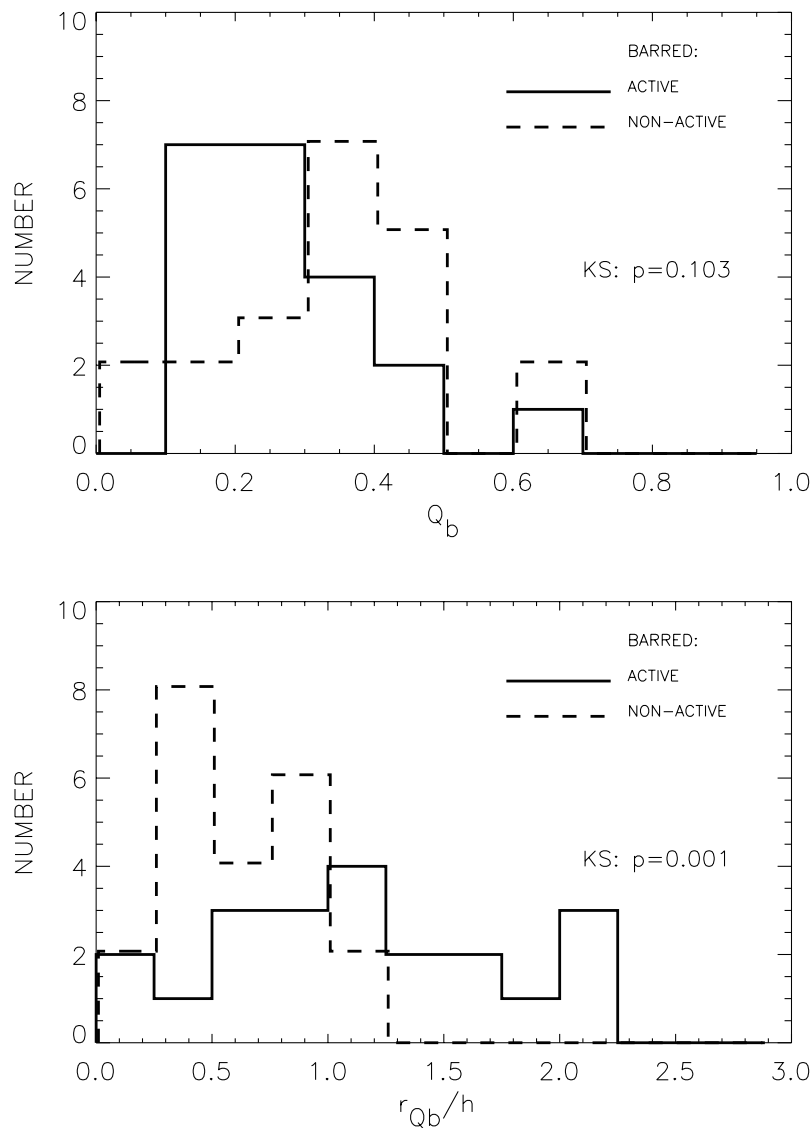 10
BARRED:
ACTIVE
8
NON-ACTIVE
6
NUMBER
KS: p=0.103
4
2
0
0.0 0.2 0.4 0.6 0.8 1.0
Q_b
10
BARRED:
ACTIVE
8
NON-ACTIVE
6
NUMBER
KS: p=0.001
4
2
0
0.0 0.5 1.0 1.5 2.0 2.5 3.0
r_Qb/h